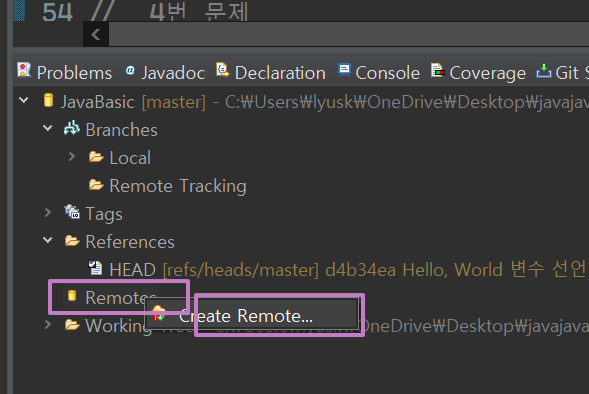 54 // 4번 문제
Problems Javadoc Declaration Console Coverage Git S
JavaBasic [master] - C:₩Users₩lyusk₩OneDrive₩Desktop₩javajav
Branches
Local
Remote Tracking
Tags
References
HEAD [refs/heads/master] d4b34ea Hello, World 변수 선언
Remotes
Create Remote...
Working OneDrive₩Desktop₩javajava